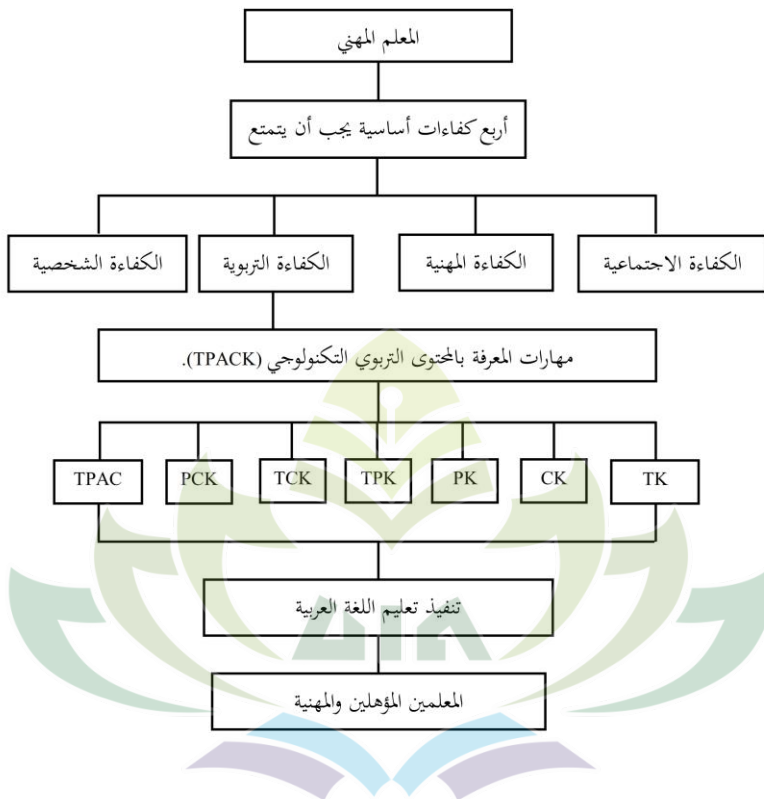 المعلم المهني
أربع كفاءات أساسية يجب أن يتمتع
الكفاءة الاجتماعية
الكفاءة المهنية
الكفاءة التربوية
الكفاءة الشخصية
مهارات المعرفة بالمحتوى التربوي التكنولوجي (TPACK).
TK
CK
PK
TPK
TCK
PCK
TPAC
تنفيذ تعليم اللغة العربية
المعلمين المؤهلين والمهنية